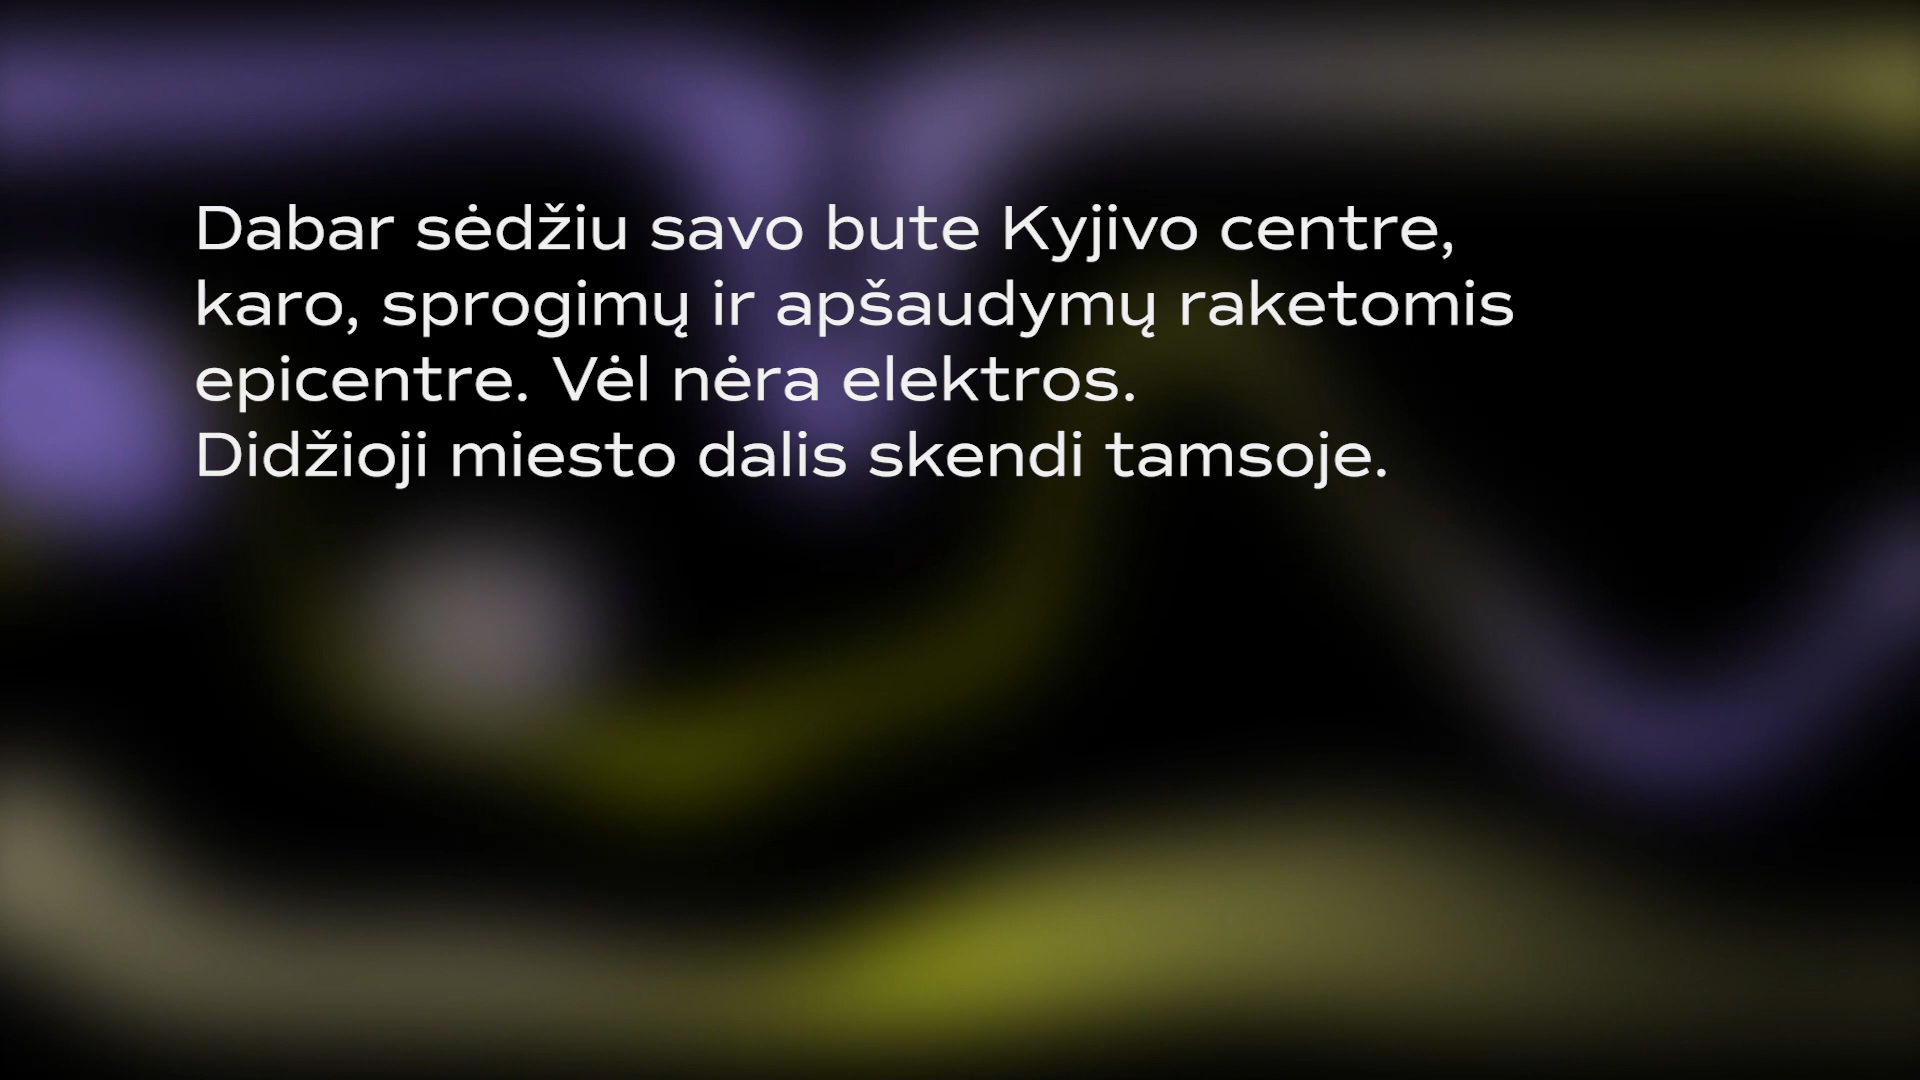 Dabar sėdžiu savo bute Kyjivo centre,
karo, sprogimų ir apšaudymų raketomis
epicentre. Vėl nėra elektros.
Didžioji miesto dalis skendi tamsoje.